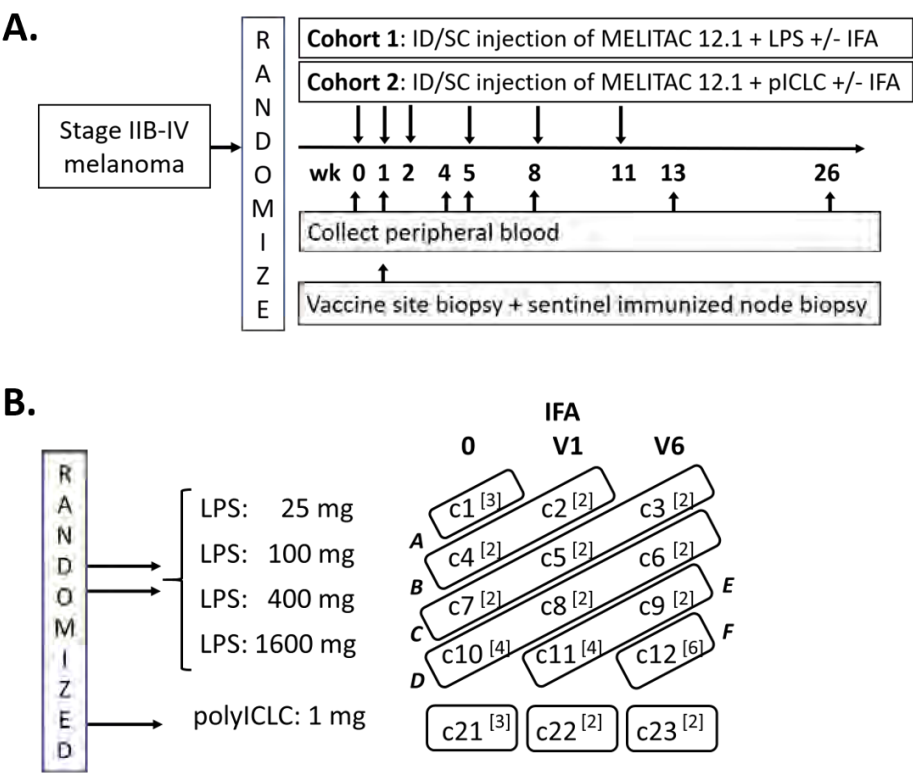 A.
RANDOMIZE
Cohort 1: ID/SC injection of MELITAC 12.1 + LPS +/- IFA
Cohort 2: ID/SC injection of MELITAC 12.1 + pICLC +/- IFA
Stage IIB-IV
melanoma
wk 0 1 2 4 5 8 11 13 26
Collect peripheral blood
Vaccine site biopsy + sentinel immunized node biopsy
B.
IFA
0 V1 V6
RANDOMIZED
LPS: 25 mg c1 [3] c2 [2] c3 [2]
A
LPS: 100 mg c4 [2] c5 [2] c6 [2]
B E
LPS: 400 mg c7 [2] c8 [2] c9 [2]
C F
LPS: 1600 mg c10 [4] c11 [4] c12 [6]
D
polyICLC: 1 mg c21 [3] c22 [2] c23 [2]